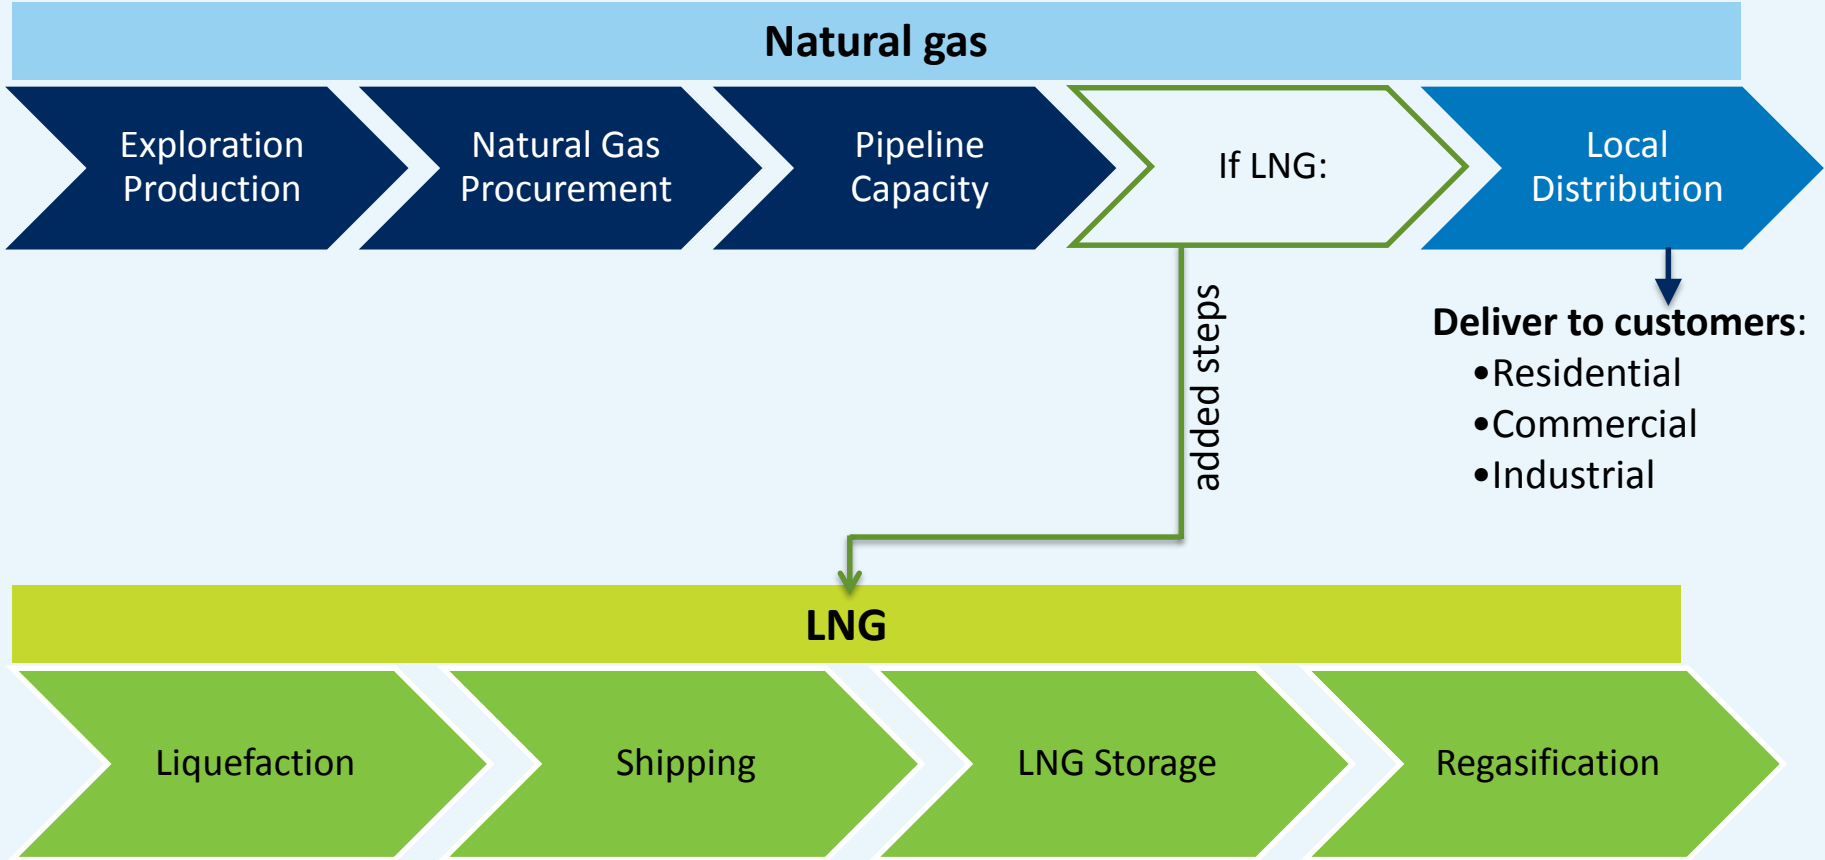 Natural gas
Exploration
Production
Natural Gas
Procurement
Pipeline
Capacity
If LNG:
Local
Distribution
added steps
Deliver to customers:
•Residential
•Commercial
•Industrial
LNG
Liquefaction
Shipping
LNG Storage
Regasification